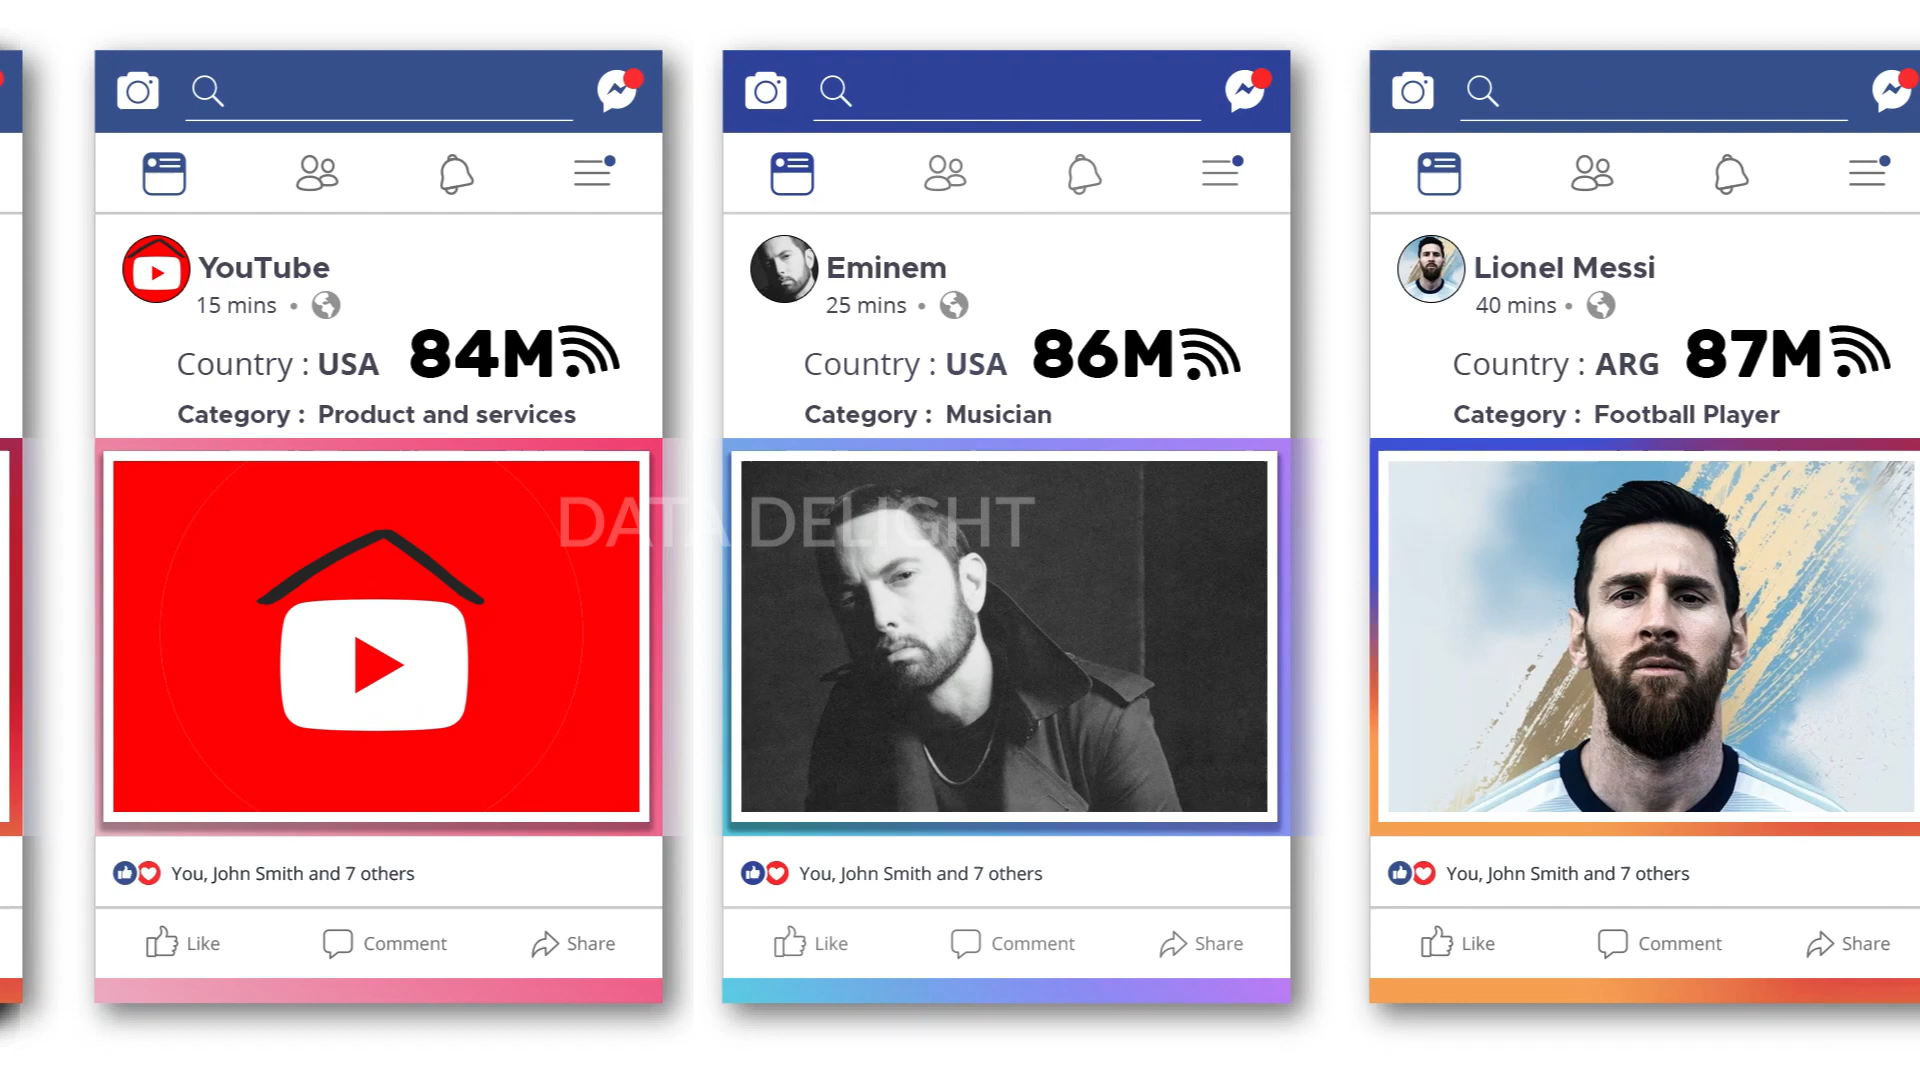 YouTube
15 mins •
Country : USA 84M
Category : Product and services
You, John Smith and 7 others
Like Comment Share
Eminem
25 mins •
Country : USA 86M
Category : Musician
You, John Smith and 7 others
Like Comment Share
Lionel Messi
40 mins •
Country : ARG 87M
Category : Football Player
You, John Smith and 7 others
Like Comment Share
DATA DELIGHT